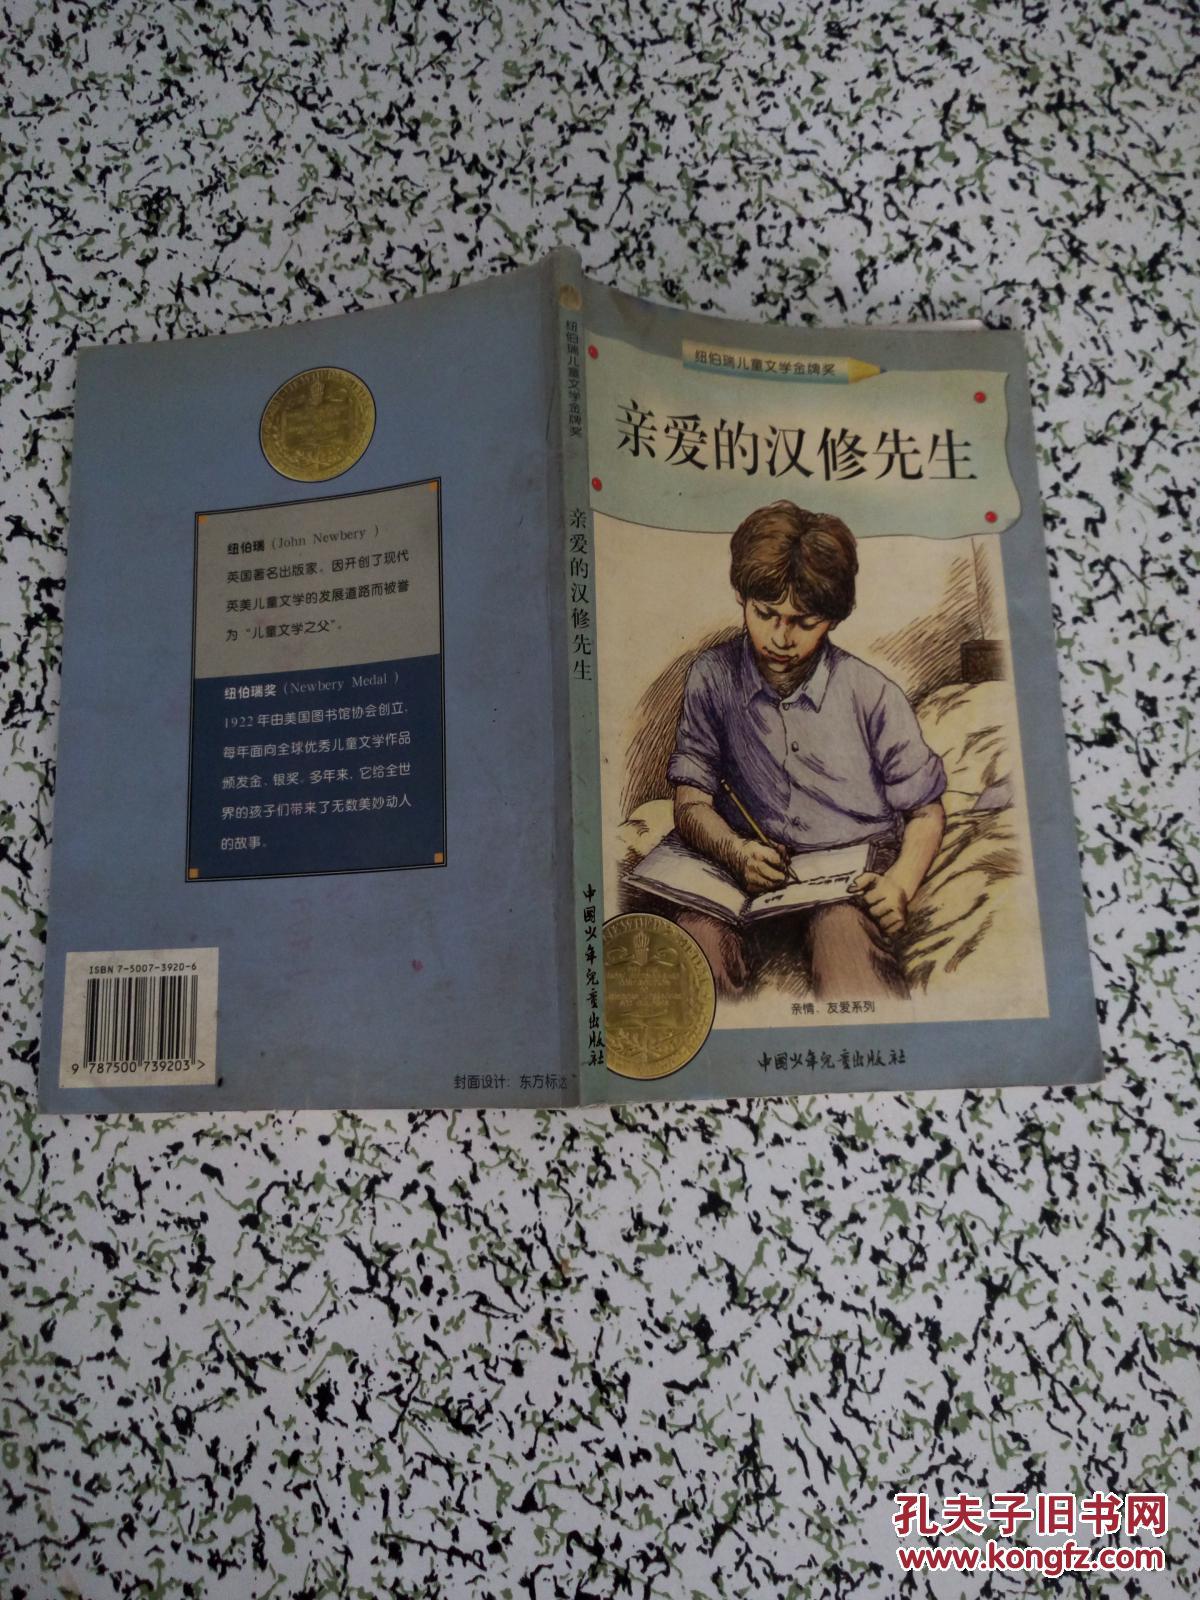 纽伯瑞儿童文学金牌奖
亲爱的汉修先生
亲情、友爱系列
中国少年儿童出版社
纽伯瑞儿童文学金牌奖
亲爱的汉修先生
中国少年儿童出版社
纽伯瑞（John Newbery ）
英国著名出版家。因开创了现代
英美儿童文学的发展道路而被誉
为“儿童文学之父”。
纽伯瑞奖（Newbery Medal ）
1922年由美国图书馆协会创立，
每年面向全球优秀儿童文学作品
颁发金、银奖。多年来，它给全世
界的孩子们带来了无数美妙动人
的故事。
ISBN 7-5007-3920-6
9 787500 739203 >
封面设计：东方标达
孔夫子旧书网
www.kongfz.com